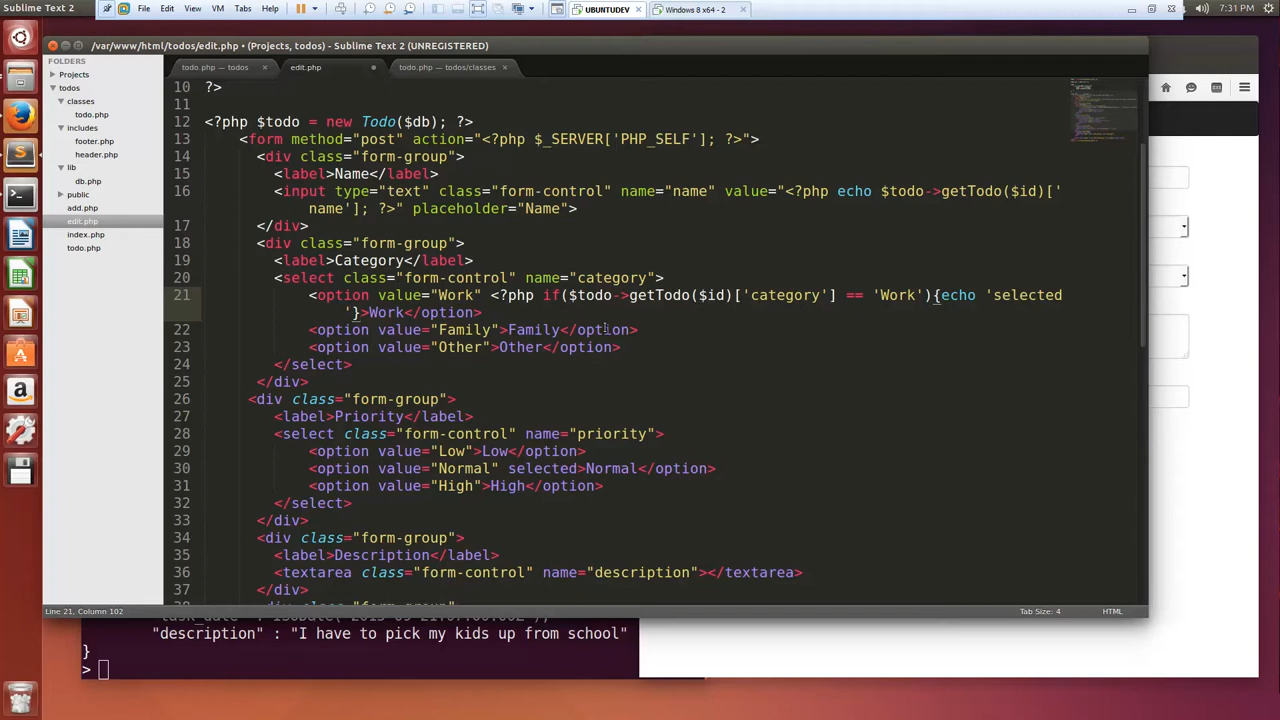 Sublime Text 2
File Edit View VM Tabs Help
UBUNTUDEV
Windows 8 x64 - 2
7:31 PM
/var/www/html/todos/edit.php • (Projects, todos) - Sublime Text 2 (UNREGISTERED)
FOLDERS
Projects
todos
classes
todo.php
includes
footer.php
header.php
lib
db.php
public
add.php
edit.php
index.php
todo.php
todo.php — todos
edit.php
todo.php — todos/classes
10 ?>
11
12 <?php $todo = new Todo($db); ?>
13 <form method="post" action="<?php $_SERVER['PHP_SELF']; ?>">
14 <div class="form-group">
15 <label>Name</label>
16 <input type="text" class="form-control" name="name" value="<?php echo $todo->getTodo($id)['
name']; ?>" placeholder="Name">
17 </div>
18 <div class="form-group">
19 <label>Category</label>
20 <select class="form-control" name="category">
21 <option value="Work" <?php if($todo->getTodo($id)['category'] == 'Work'){echo 'selected
'}>Work</option>
22 <option value="Family">Family</option>
23 <option value="Other">Other</option>
24 </select>
25 </div>
26 <div class="form-group">
27 <label>Priority</label>
28 <select class="form-control" name="priority">
29 <option value="Low">Low</option>
30 <option value="Normal" selected>Normal</option>
31 <option value="High">High</option>
32 </select>
33 </div>
34 <div class="form-group">
35 <label>Description</label>
36 <textarea class="form-control" name="description"></textarea>
37 </div>
Line 21, Column 102
Tab Size: 4
HTML
"description" : "I have to pick my kids up from school"
}
>